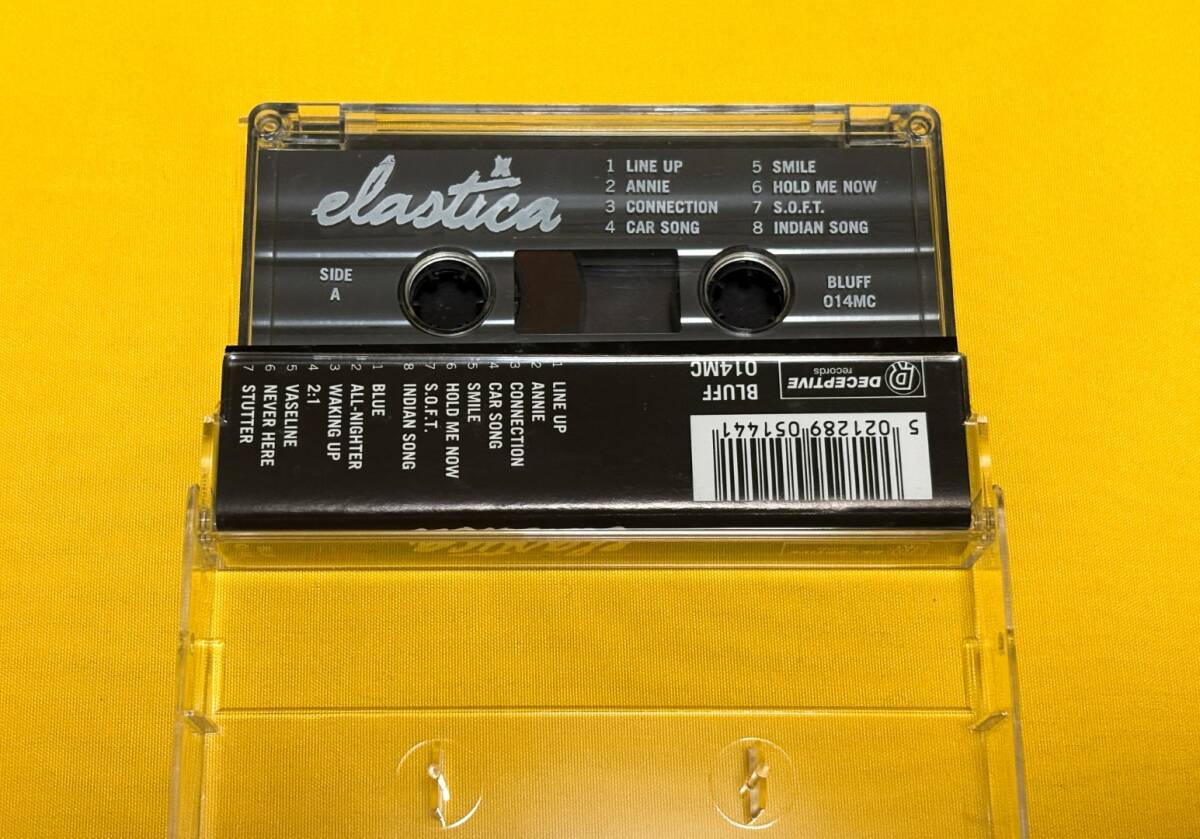 elastica
1 LINE UP
2 ANNIE
3 CONNECTION
4 CAR SONG
5 SMILE
6 HOLD ME NOW
7 S.O.F.T.
8 INDIAN SONG
SIDE
A
BLUFF
014MC
1 LINE UP
2 ANNIE
3 CONNECTION
4 CAR SONG
5 SMILE
6 HOLD ME NOW
7 S.O.F.T.
8 INDIAN SONG
1 BLUE
2 ALL-NIGHTER
3 WAKING UP
4 2:1
5 VASELINE
6 NEVER HERE
7 STUTTER
BLUFF
014MC
DECEPTIVE
records
5 021289 051441
elastica